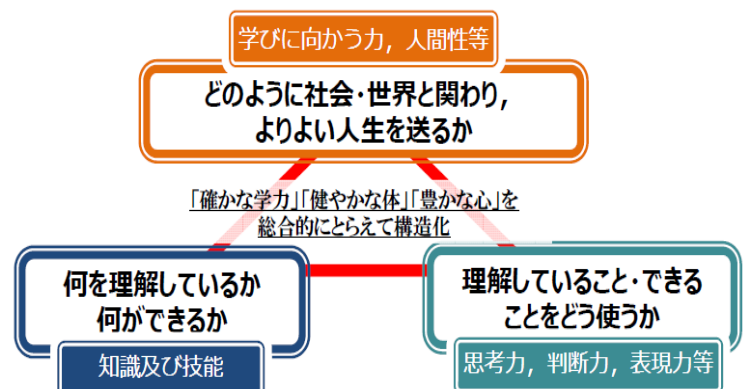 学びに向かう力，人間性等
どのように社会・世界と関わり，
よりよい人生を送るか
「確かな学力」「健やかな体」「豊かな心」を
総合的にとらえて構造化
何を理解しているか
何ができるか
知識及び技能
理解していること・できる
ことをどう使うか
思考力，判断力，表現力等